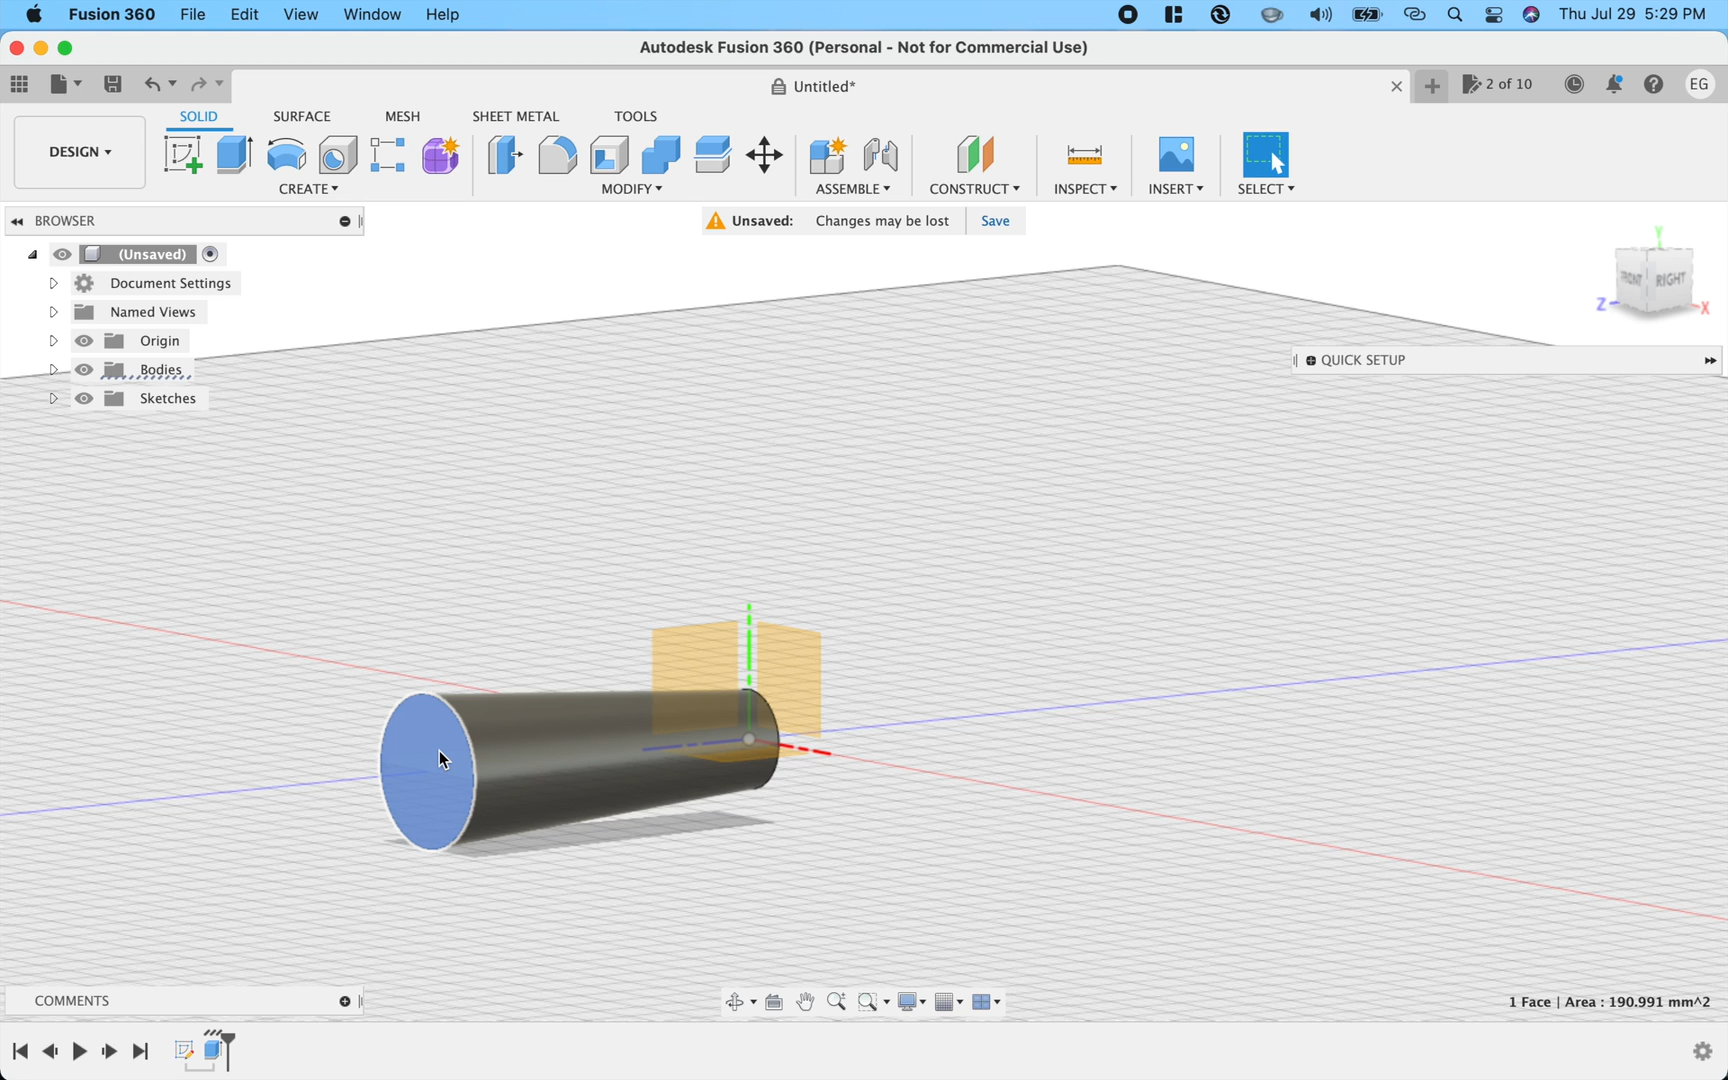 Fusion 360 File Edit View Window Help Thu Jul 29 5:29 PM
Autodesk Fusion 360 (Personal - Not for Commercial Use)
Untitled* 2 of 10 EG
SOLID SURFACE MESH SHEET METAL TOOLS
DESIGN
CREATE MODIFY ASSEMBLE CONSTRUCT INSPECT INSERT SELECT
BROWSER
Unsaved: Changes may be lost Save
(Unsaved)
Document Settings
Named Views
Origin
Bodies
Sketches
Y
FRONT RIGHT
Z X
QUICK SETUP
COMMENTS
1 Face | Area : 190.991 mm^2